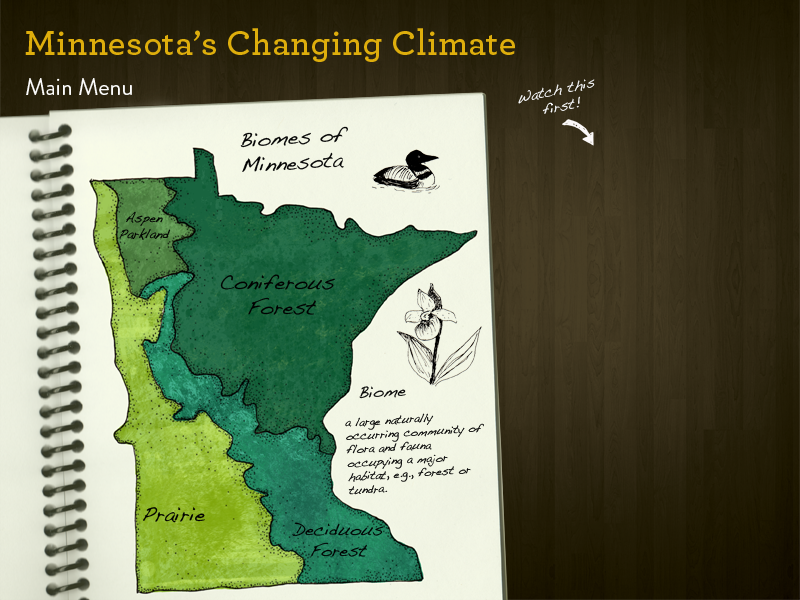 Minnesota's Changing Climate
Main Menu
Watch this
first!
Biomes of
Minnesota
Aspen
Parkland
Coniferous
Forest
Biome
a large naturally
occurring community of
flora and fauna
occupying a major
habitat, e.g., forest or
tundra.
Prairie
Deciduous
Forest